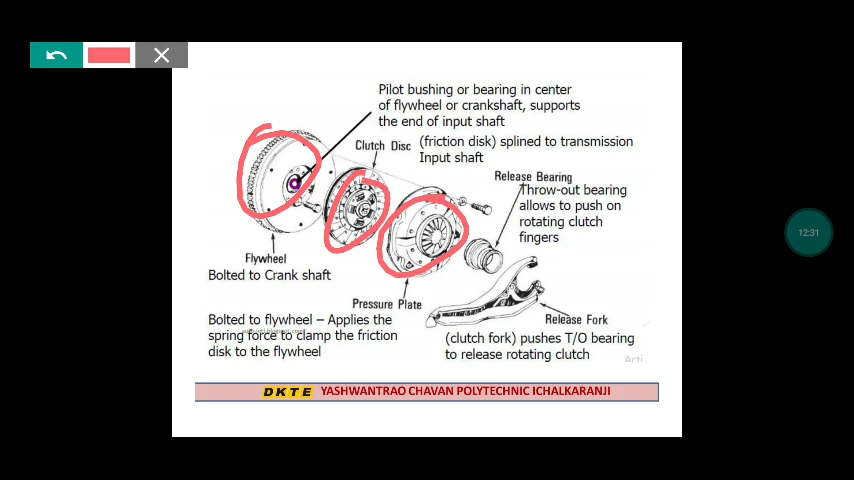 Pilot bushing or bearing in center
of flywheel or crankshaft, supports
the end of input shaft
Clutch Disc
(friction disk) splined to transmission
Input shaft
Release Bearing
Throw-out bearing
allows to push on
rotating clutch
fingers
12:31
Flywheel
Bolted to Crank shaft
Pressure Plate
Bolted to flywheel – Applies the
spring force to clamp the friction
disk to the flywheel
Release Fork
(clutch fork) pushes T/O bearing
to release rotating clutch
Acti
DKTE YASHWANTRAO CHAVAN POLYTECHNIC ICHALKARANJI